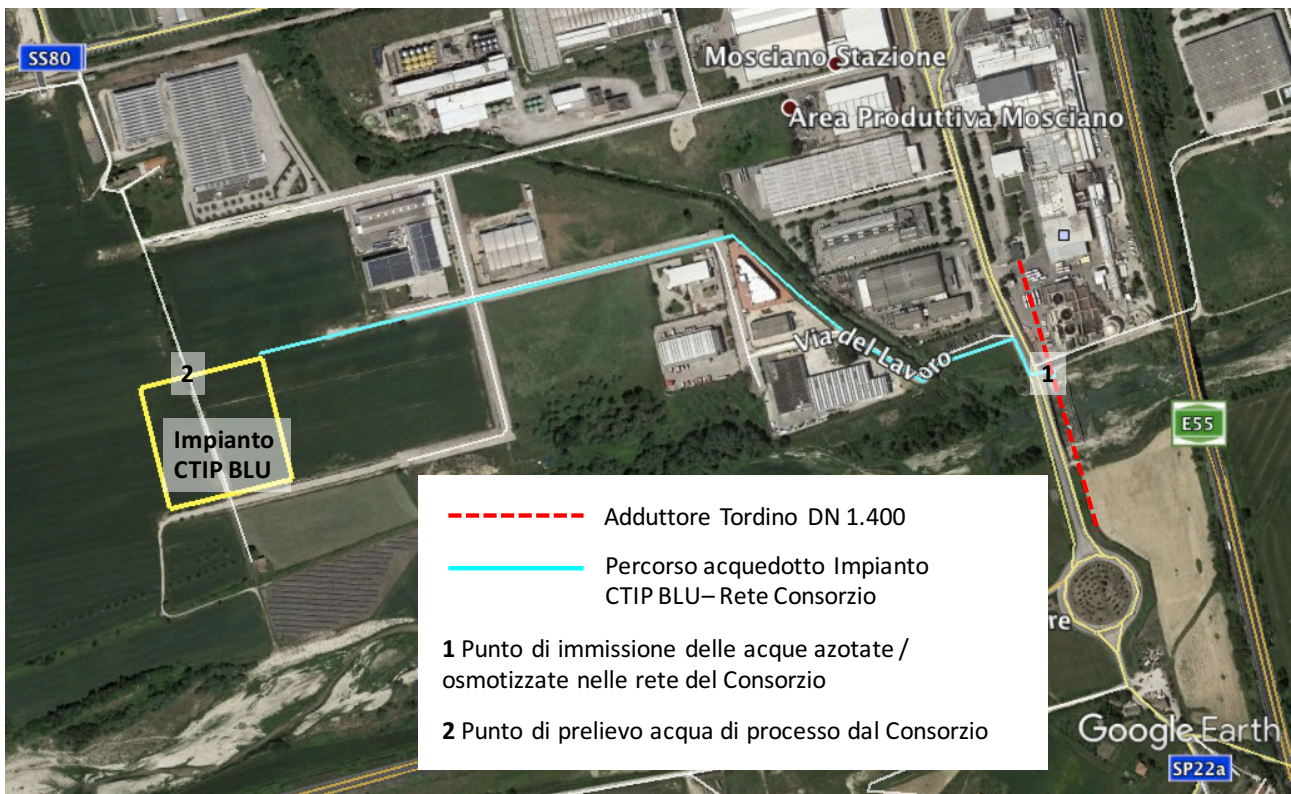 SS80
Mosciano Stazione
Area Produttiva Mosciano
Via del Lavoro
2
1
Impianto
CTIP BLU
E55
Adduttore Tordino DN 1.400
Percorso acquedotto Impianto
CTIP BLU– Rete Consorzio
1 Punto di immissione delle acque azotate /
osmotizzate nelle rete del Consorzio
2 Punto di prelievo acqua di processo dal Consorzio
re
Google Earth
SP22a